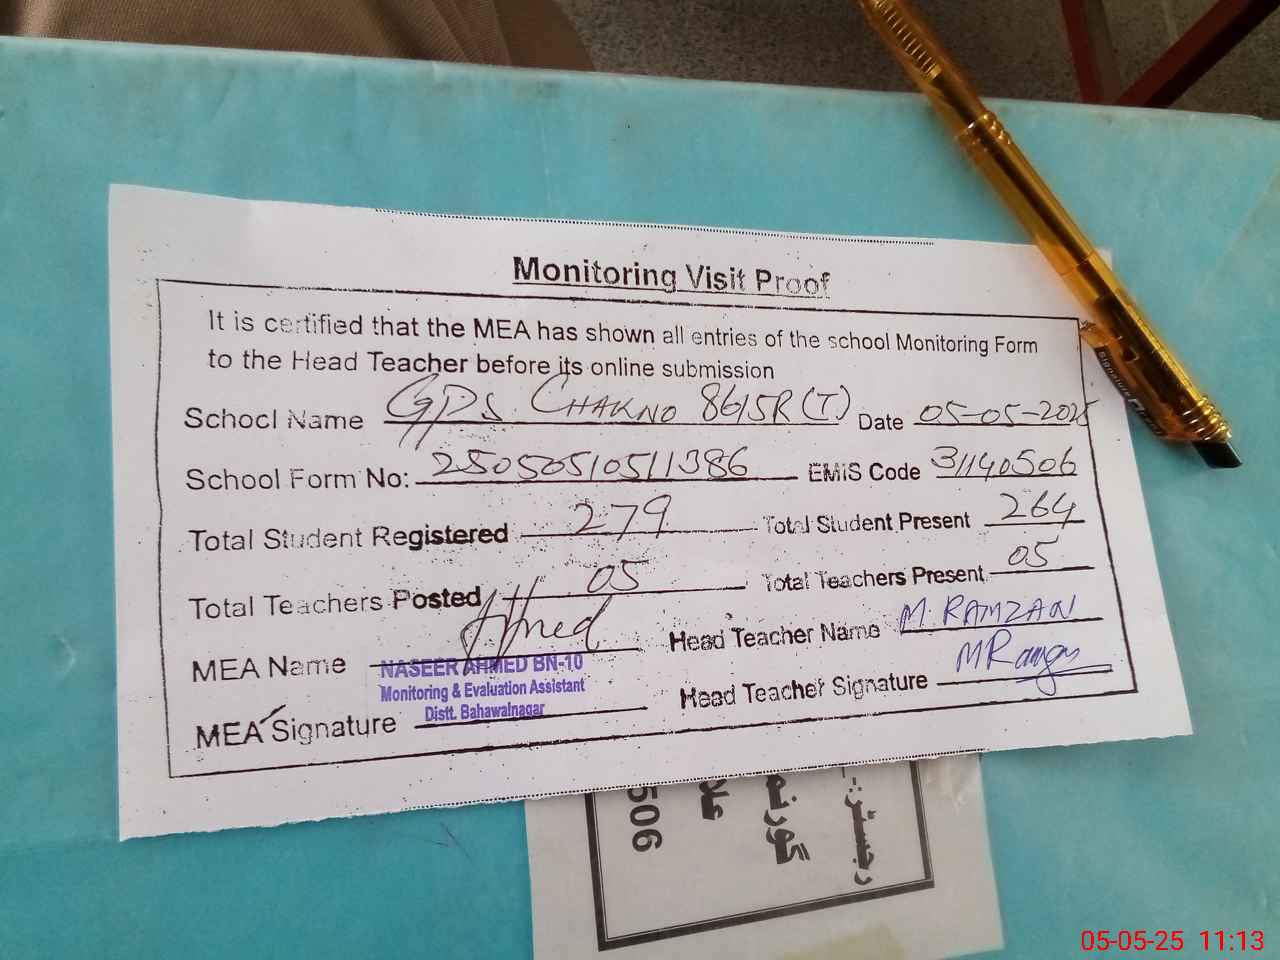 Monitoring Visit Proof
It is certified that the MEA has shown all entries of the school Monitoring Form
to the Head Teacher before its online submission
School Name GPS CHAKNO 86/5R (T) Date 05-05-2025
School Form No: 25050510511386 EMIS Code 31140506
Total Student Registered 279 Total Student Present 264
Total Teachers Posted 05 Total Teachers Present 05
MEA Name Head Teacher Name M. RAMZAN
NASEER AHMED BN-10
Monitoring & Evaluation Assistant
Distt. Bahawalnagar
MEA Signature Head Teacher Signature
Signature
رجسٹر:-
506
05-05-25 11:13